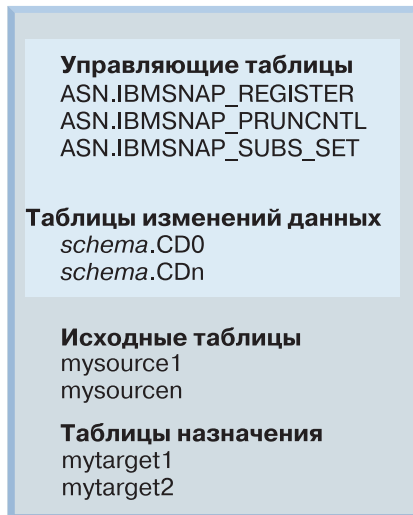 Управляющие таблицы
ASN.IBMSNAP_REGISTER
ASN.IBMSNAP_PRUNCNTL
ASN.IBMSNAP_SUBS_SET
Таблицы изменений данных
schema.CD0
schema.CDn
Исходные таблицы
mysource1
mysourcen
Таблицы назначения
mytarget1
mytarget2